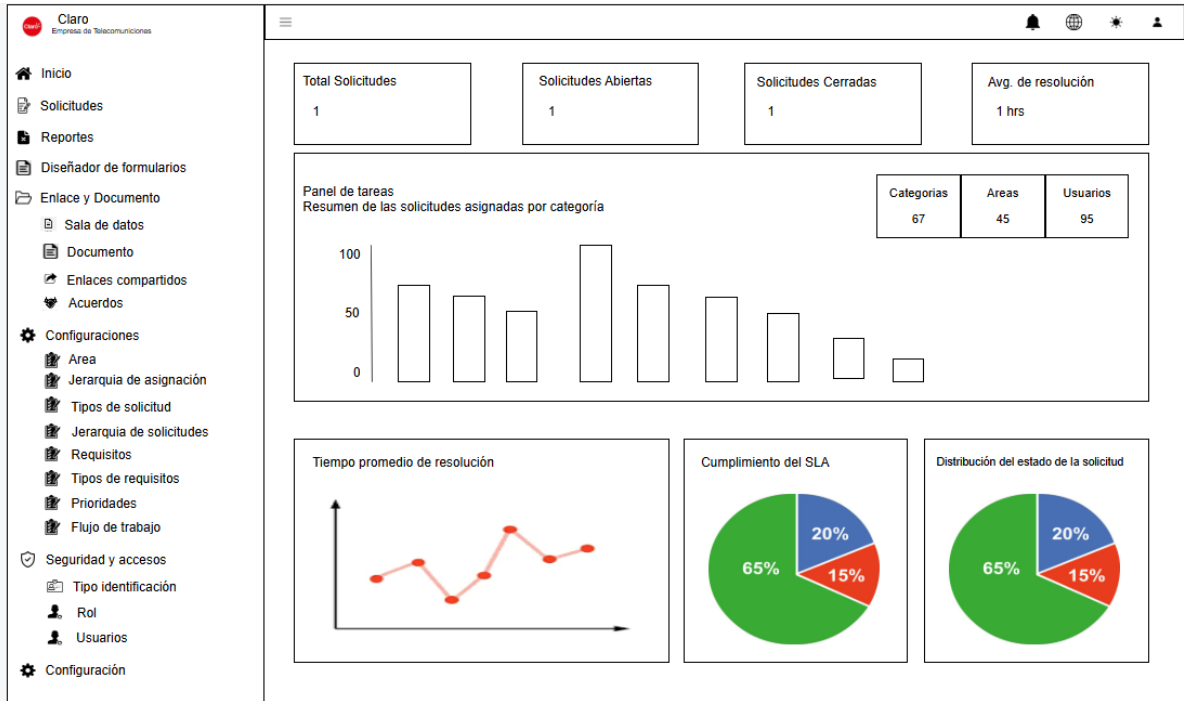 Claro
Claro
Empresa de Telecomuniciones
Inicio
Solicitudes
Reportes
Diseñador de formularios
Enlace y Documento
Sala de datos
Documento
Enlaces compartidos
Acuerdos
Configuraciones
Area
Jerarquia de asignación
Tipos de solicitud
Jerarquia de solicitudes
Requisitos
Tipos de requisitos
Prioridades
Flujo de trabajo
Seguridad y accesos
Tipo identificación
Rol
Usuarios
Configuración
Total Solicitudes
1
Solicitudes Abiertas
1
Solicitudes Cerradas
1
Avg. de resolución
1 hrs
Panel de tareas
Resumen de las solicitudes asignadas por categoría
Categorias
67
Areas
45
Usuarios
95
100
50
0
Tiempo promedio de resolución
Cumplimiento del SLA
20%
65%
15%
Distribución del estado de la solicitud
20%
65%
15%